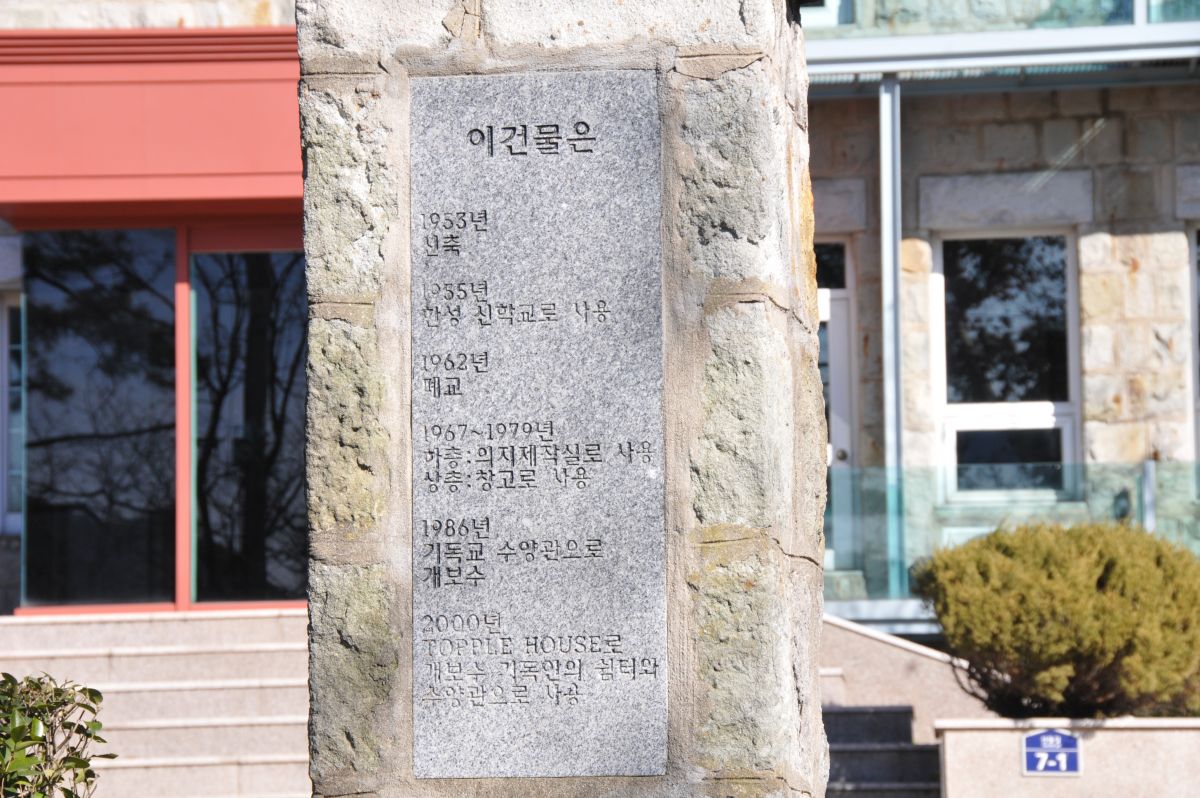 이건물은
1953년
신축
1955년
한성 신학교로 사용
1962년
폐교
1967~1979년
하층:의지제작실로 사용
상층:창고로 사용
1986년
기독교 수양관으로
개보수
2000년
TOPPLE HOUSE로
개보수 기독인의 쉼터와
수양관으로 사용
7-1